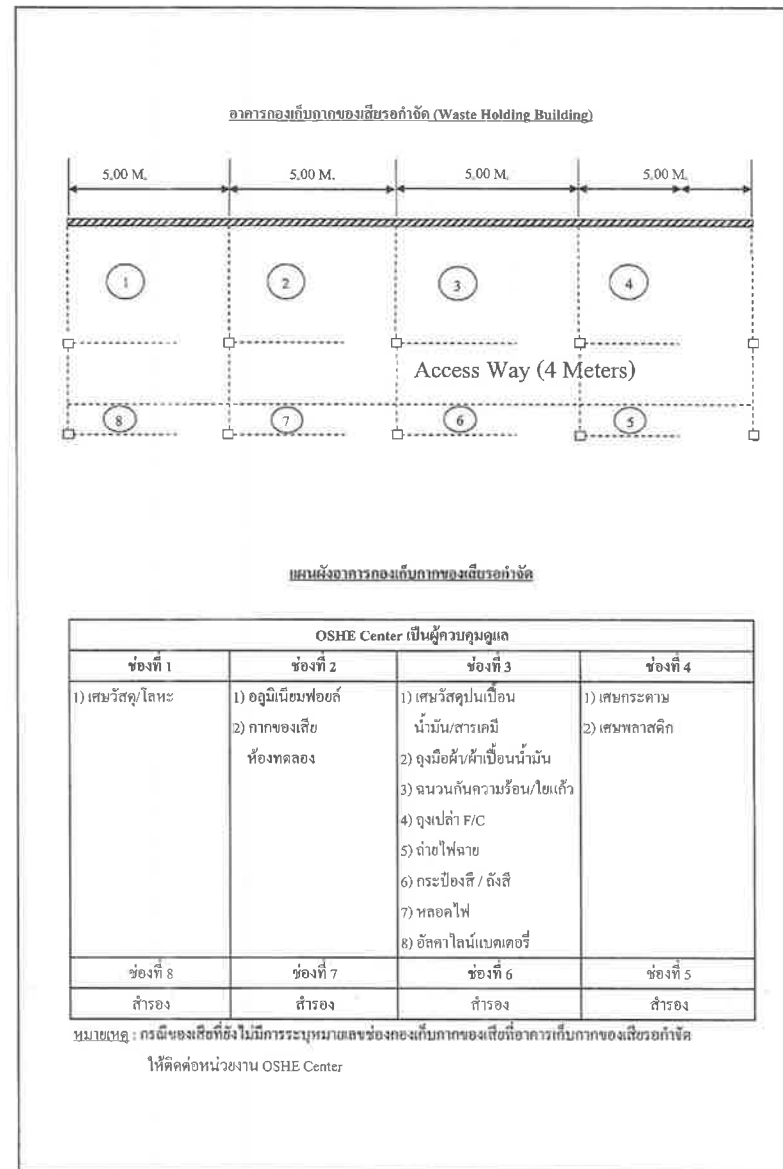 อาคารกองเก็บกากของเสียรอกำจัด (Waste Holding Building)
5.00 M. 5.00 M. 5.00 M. 5.00 M.
1 2 3 4
Access Way (4 Meters)
8 7 6 5
แผนผังอาคารกองเก็บกากของเสียรอกำจัด
OSHE Center เป็นผู้ควบคุมดูแล
ช่องที่ 1 ช่องที่ 2 ช่องที่ 3 ช่องที่ 4
1) เศษวัสดุ/โลหะ 1) อลูมิเนียมฟอยล์ 1) เศษวัสดุปนเปื้อน 1) เศษกระดาษ
2) กากของเสีย น้ำมัน/สารเคมี 2) เศษพลาสติก
ห้องทดลอง 2) ถุงมือผ้า/ผ้าเปื้อนน้ำมัน
3) ฉนวนกันความร้อน/ใยแก้ว
4) ถุงเปล่า F/C
5) ถ่ายไฟฉาย
6) กระป๋องสี / ถังสี
7) หลอดไฟ
8) อัลคาไลน์แบตเตอรี่
ช่องที่ 8 ช่องที่ 7 ช่องที่ 6 ช่องที่ 5
สำรอง สำรอง สำรอง สำรอง
หมายเหตุ : กรณีของเสียที่ยังไม่มีการระบุหมายเลขช่องกองเก็บกากของเสียที่อาคารเก็บกากของเสียรอกำจัด
ให้ติดต่อหน่วยงาน OSHE Center